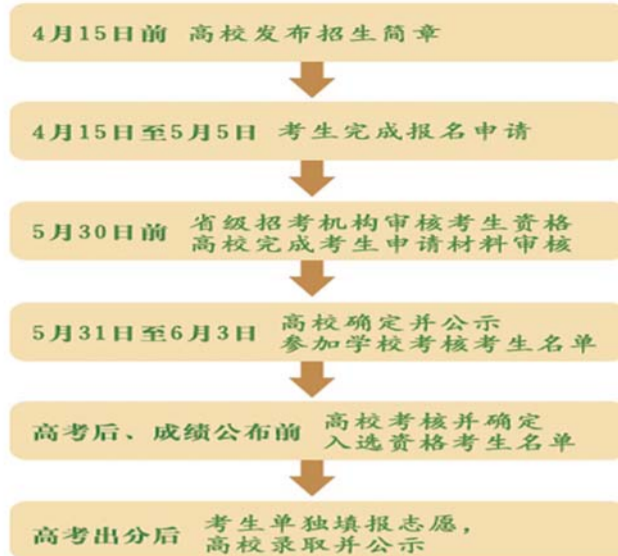 4月15日前 高校发布招生简章
4月15日至5月5日 考生完成报名申请
5月30日前 省级招考机构审核考生资格
高校完成考生申请材料审核
5月31日至6月3日 高校确定并公示
参加学校考核考生名单
高考后、成绩公布前 高校考核并确定
入选资格考生名单
高考出分后 考生单独填报志愿，
高校录取并公示